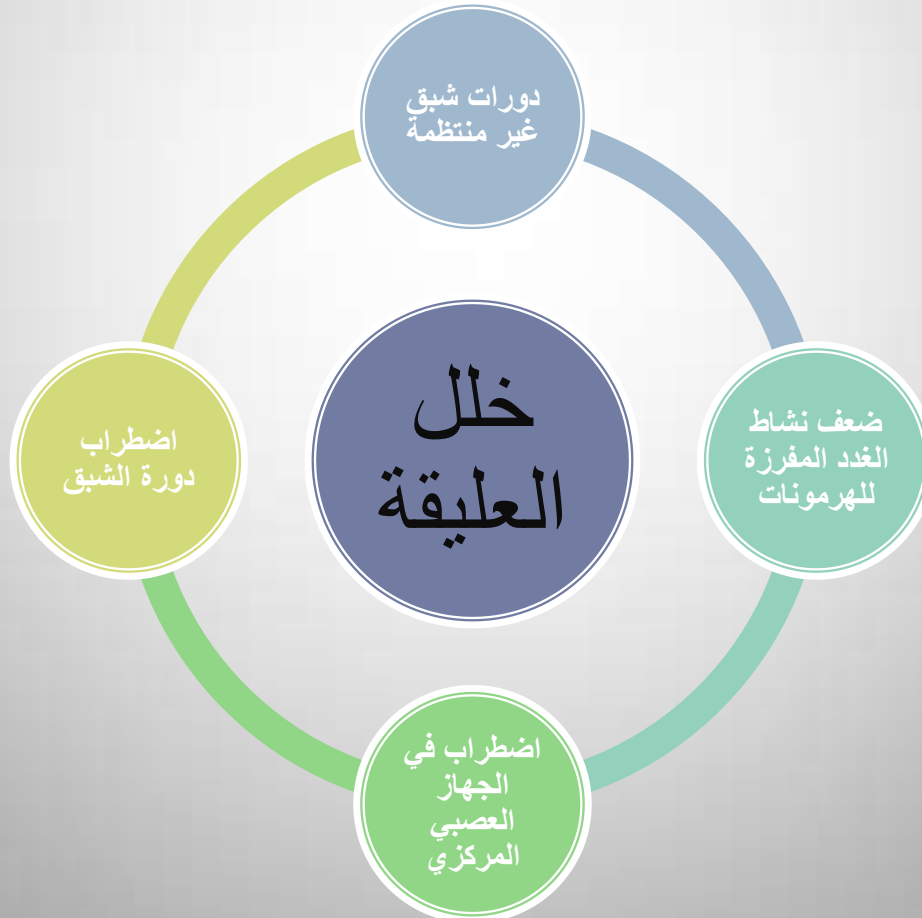 دورات شبق
غير منتظمة
خلل
العليقة
ضعف نشاط
الغدد المفرزة
للهرمونات
اضطراب في
الجهاز
العصبي
المركزي
اضطراب
دورة الشبق